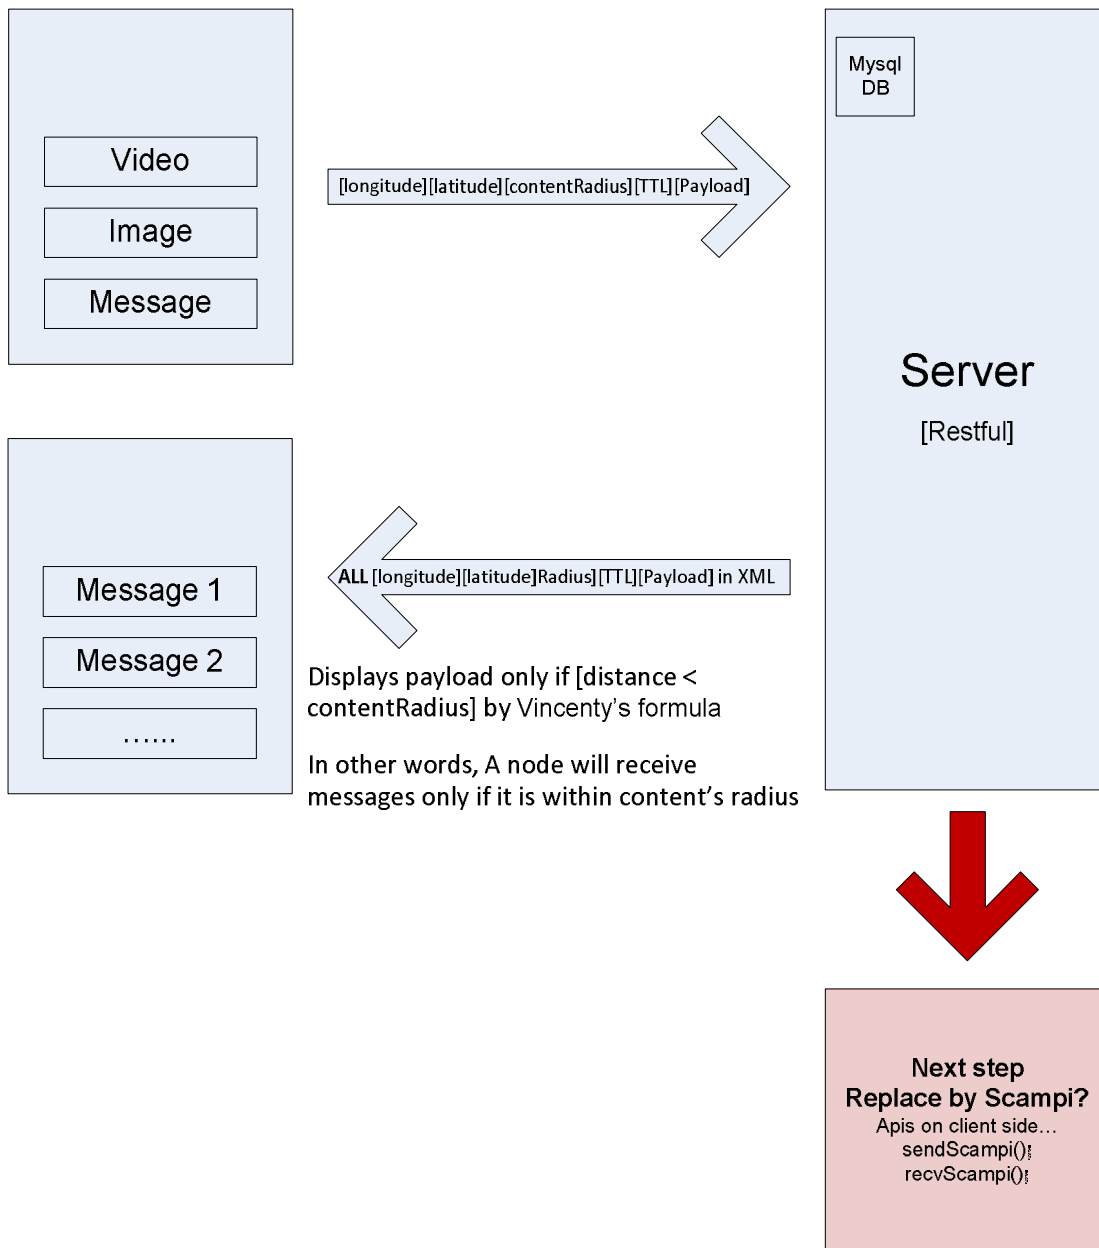 Mysql
DB
Video
Image
Message
[longitude][latitude][contentRadius][TTL][Payload]
Server
[Restful]
ALL [longitude][latitude]Radius][TTL][Payload] in XML
Message 1
Message 2
......
Displays payload only if [distance <
contentRadius] by Vincenty's formula
In other words, A node will receive
messages only if it is within content's radius
Next step
Replace by Scampi?
Apis on client side...
sendScampi();
recvScampi();